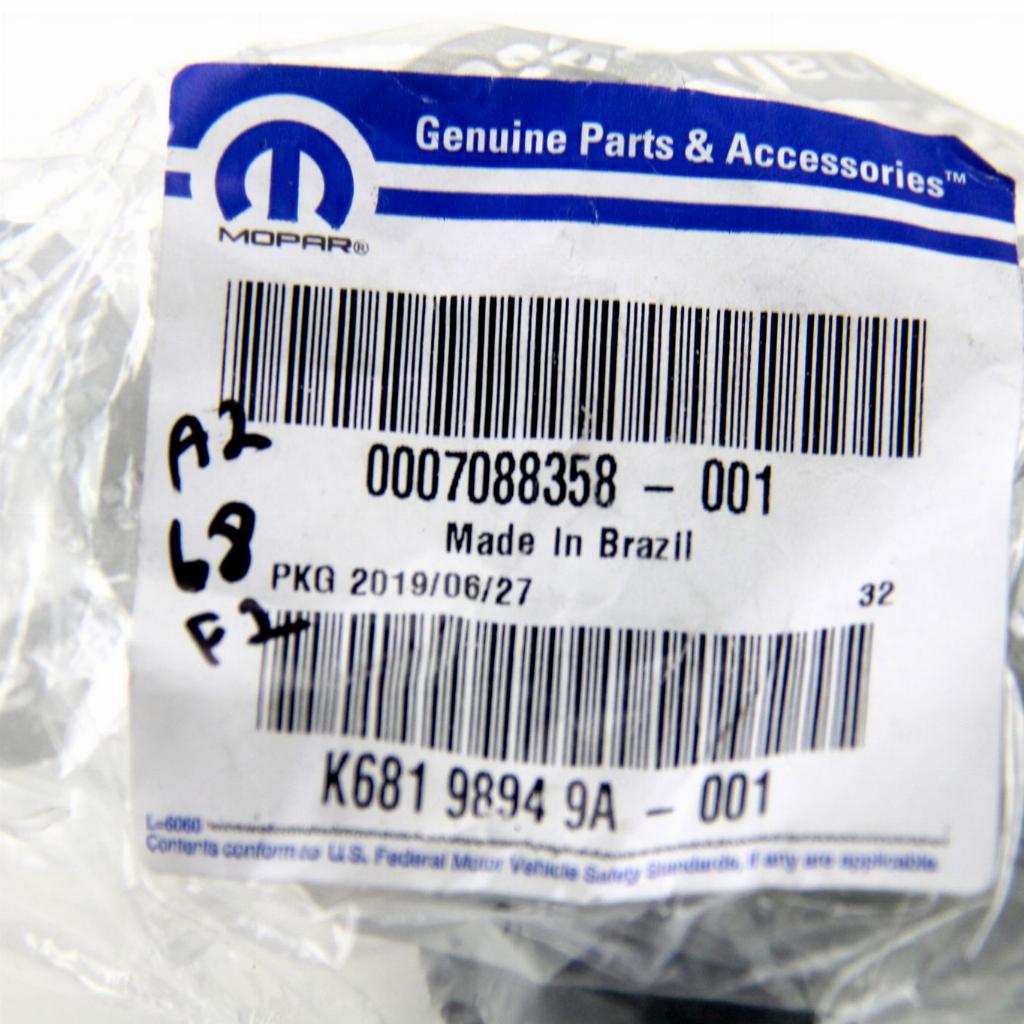 Genuine Parts & Accessories™
MOPAR®
0007088358 - 001
Made In Brazil
A2
68
F2
PKG 2019/06/27 32
K681 9894 9A - 001
L-6060
Contents conform to U.S. Federal Motor Vehicle Safety Standards, if any are applicable